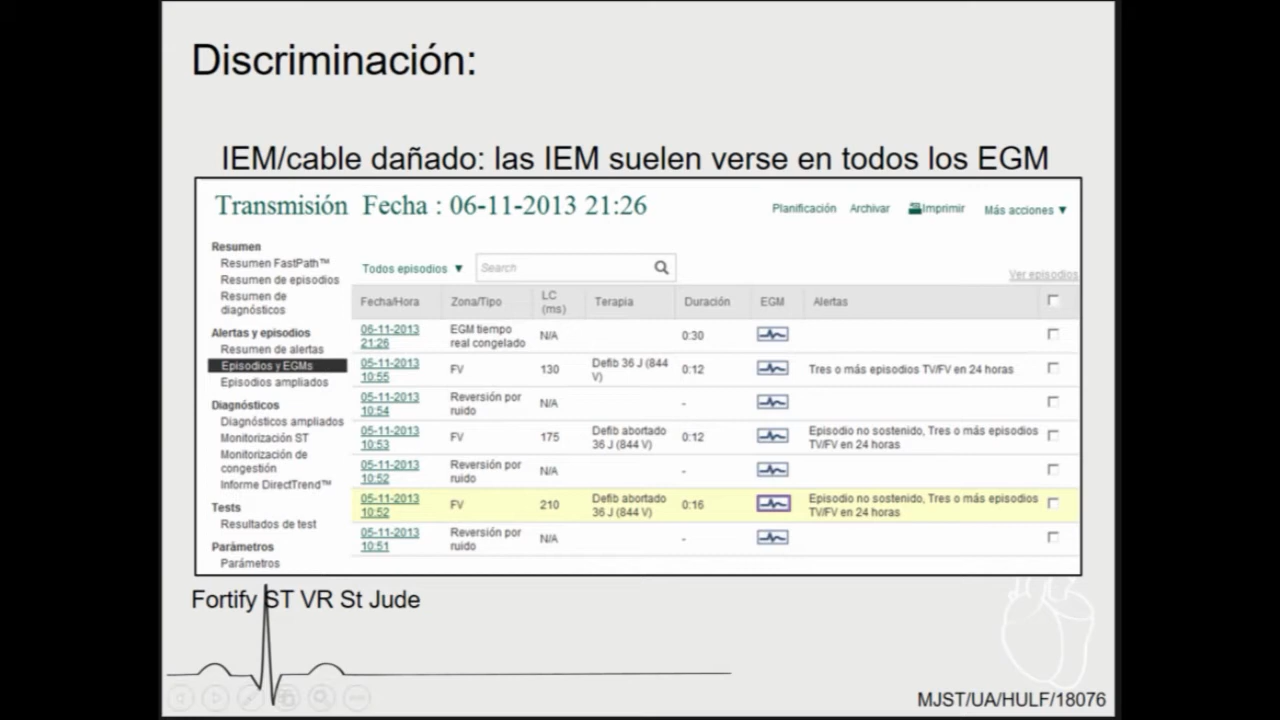 Discriminación:
IEM/cable dañado: las IEM suelen verse en todos los EGM
Transmisión Fecha : 06-11-2013 21:26
Planificación Archivar Imprimir Más acciones ▼
Resumen
Resumen FastPath™
Resumen de episodios
Resumen de
diagnósticos
Alertas y episodios
Resumen de alertas
Episodios y EGMs
Episodios ampliados
Diagnósticos
Diagnósticos ampliados
Monitorización ST
Monitorización de
congestión
Informe DirectTrend™
Tests
Resultados de test
Parámetros
Parámetros
Todos episodios ▼ Search
Ver episodios
Fecha/Hora Zona/Tipo LC (ms) Terapia Duración EGM Alertas
06-11-2013 21:26 EGM tiempo real congelado N/A 0:30
05-11-2013 10:55 FV 130 Defib 36 J (844 V) 0:12 Tres o más episodios TV/FV en 24 horas
05-11-2013 10:54 Reversión por ruido N/A -
05-11-2013 10:53 FV 175 Defib abortado 36 J (844 V) 0:12 Episodio no sostenido, Tres o más episodios TV/FV en 24 horas
05-11-2013 10:52 Reversión por ruido N/A -
05-11-2013 10:52 FV 210 Defib abortado 36 J (844 V) 0:16 Episodio no sostenido, Tres o más episodios TV/FV en 24 horas
05-11-2013 10:51 Reversión por ruido N/A -
Fortify ST VR St Jude
MJST/UA/HULF/18076